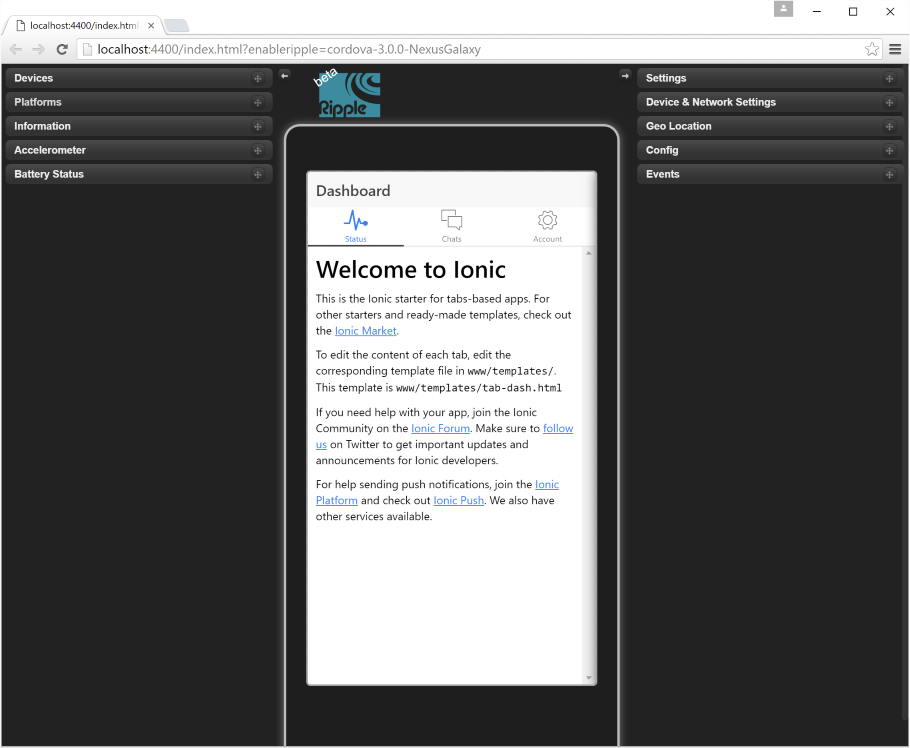 localhost:4400/index.html
localhost:4400/index.html?enableripple=cordova-3.0.0-NexusGalaxy
Devices
Platforms
Information
Accelerometer
Battery Status
beta
Ripple
Dashboard
Status
Chats
Account
Welcome to Ionic
This is the Ionic starter for tabs-based apps. For
other starters and ready-made templates, check out
the Ionic Market.
To edit the content of each tab, edit the
corresponding template file in www/templates/.
This template is www/templates/tab-dash.html
If you need help with your app, join the Ionic
Community on the Ionic Forum. Make sure to follow
us on Twitter to get important updates and
announcements for Ionic developers.
For help sending push notifications, join the Ionic
Platform and check out Ionic Push. We also have
other services available.
Settings
Device & Network Settings
Geo Location
Config
Events